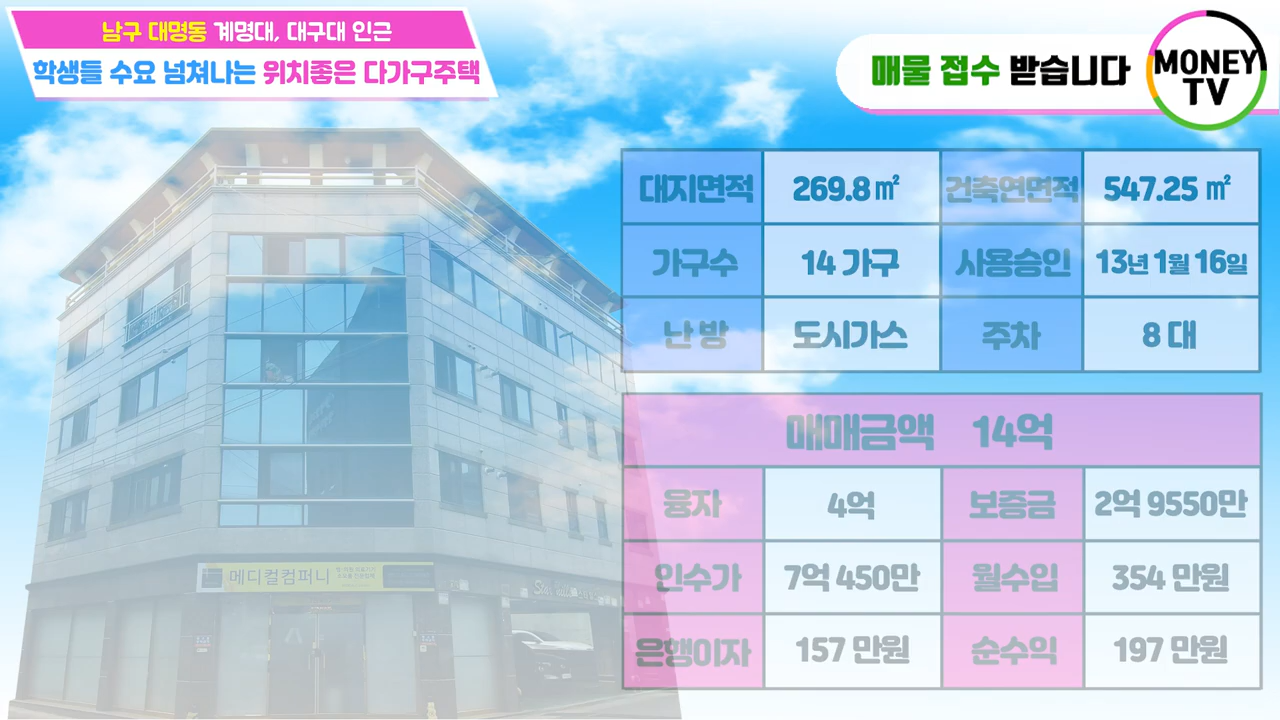 남구 대명동 계명대, 대구대 인근
학생들 수요 넘쳐나는 위치좋은 다가구주택
매물 접수 받습니다
MONEY
TV
대지면적 269.8㎡ 건축연면적 547.25 ㎡
가구수 14 가구 사용승인 13년 1월 16일
난 방 도시가스 주차 8 대
매매금액 14억
융자 4억 보증금 2억 9550만
인수가 7억 450만 월수입 354 만원
은행이자 157 만원 순수익 197 만원
메디컬컴퍼니